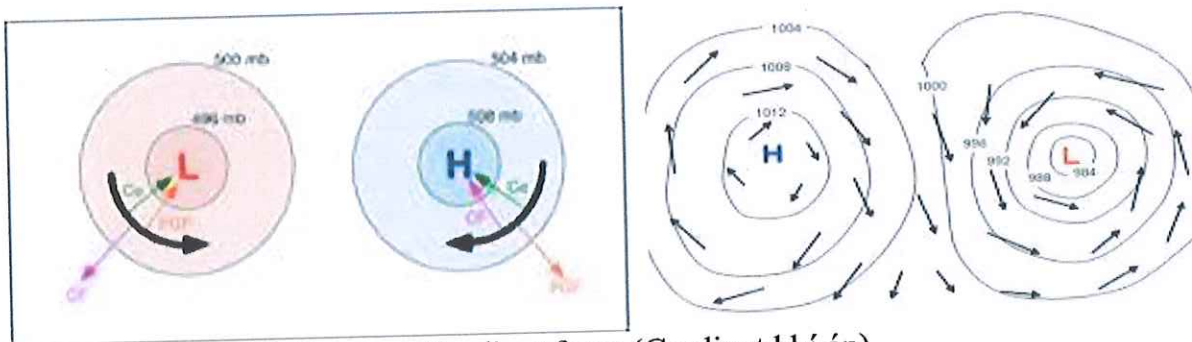 500 mb
496 mb
L
Ce
PGF
CF
504 mb
508 mb
H
Ce
CF
PGF
1004
1008
1012
H
1000
996
992
988
984
L
(Gradient khí áp)